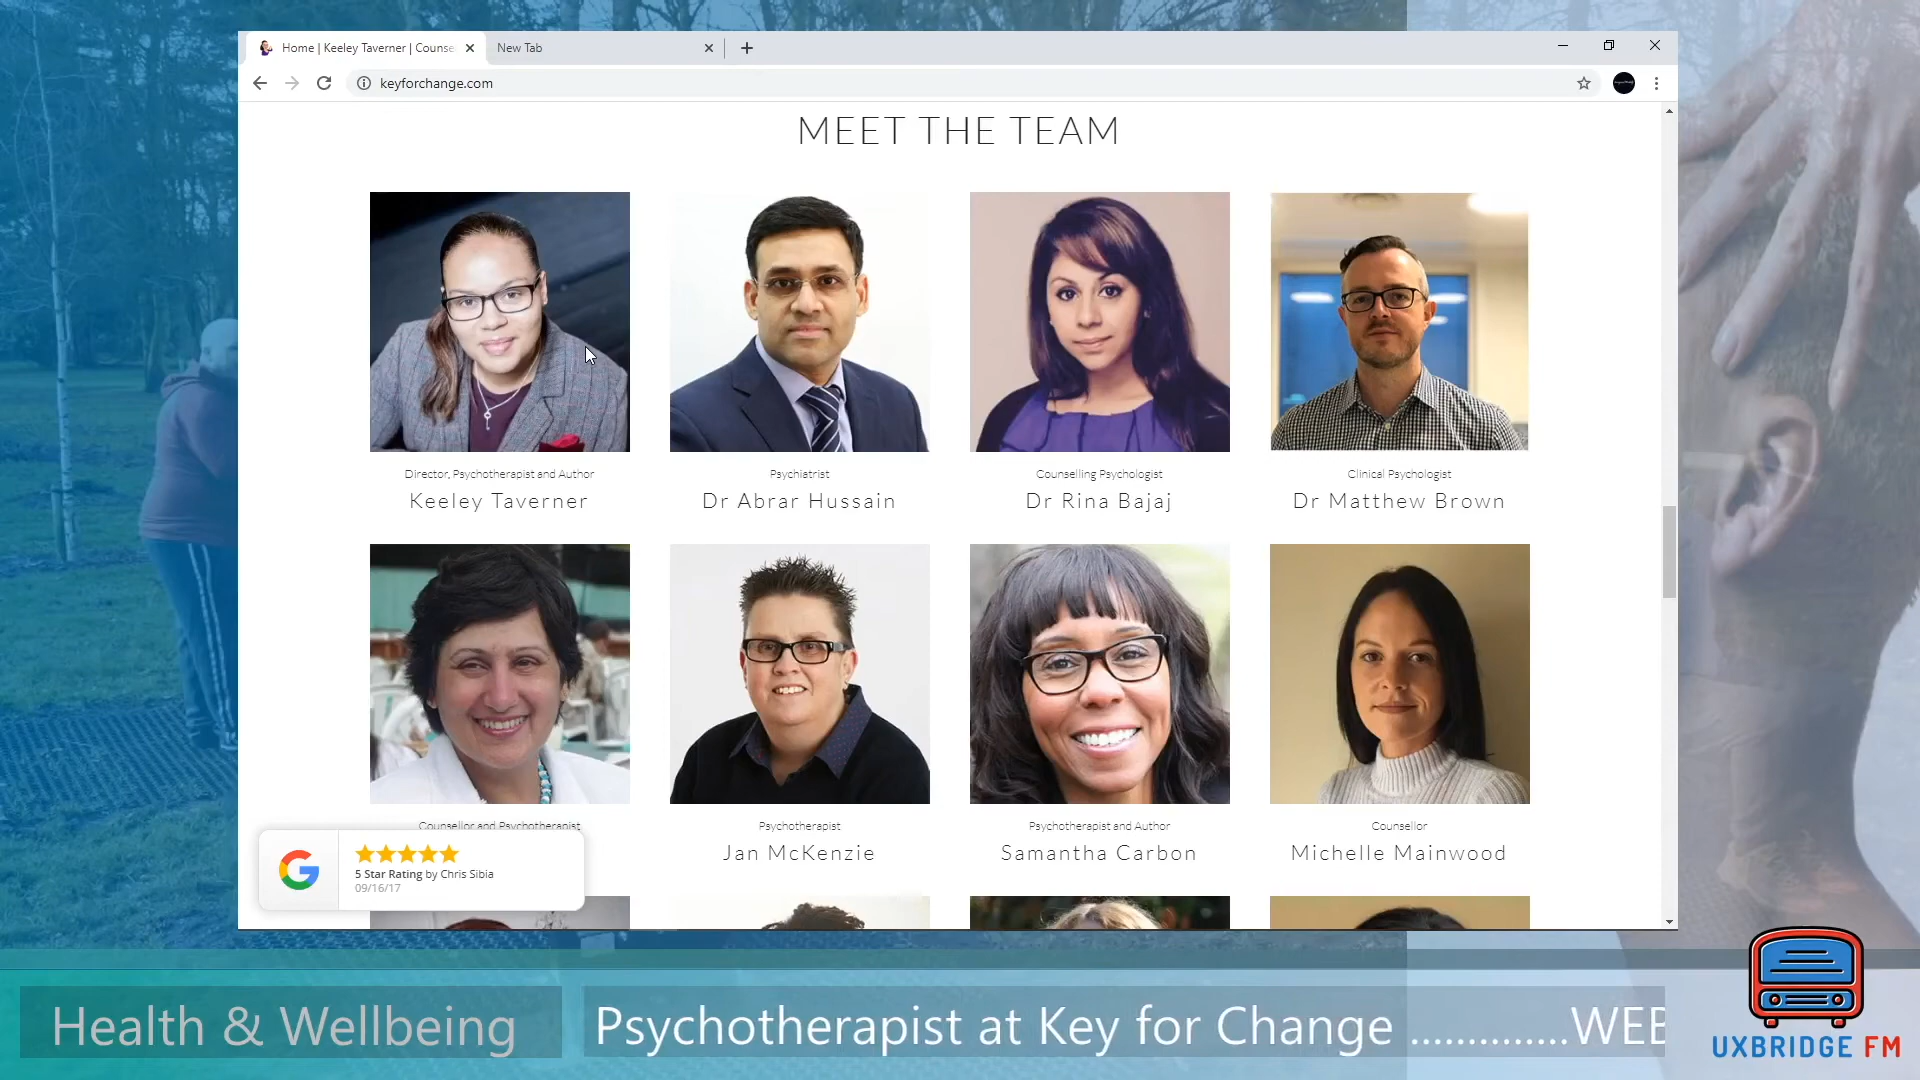 Home | Keeley Taverner | Counse
New Tab
keyforchange.com
MEET THE TEAM
Director, Psychotherapist and Author
Keeley Taverner
Psychiatrist
Dr Abrar Hussain
Counselling Psychologist
Dr Rina Bajaj
Clinical Psychologist
Dr Matthew Brown
Counsellor and Psychotherapist
Psychotherapist
Jan McKenzie
Psychotherapist and Author
Samantha Carbon
Counsellor
Michelle Mainwood
5 Star Rating by Chris Sibia
09/16/17
Health & Wellbeing
Psychotherapist at Key for Change ..............WEB
UXBRIDGE FM